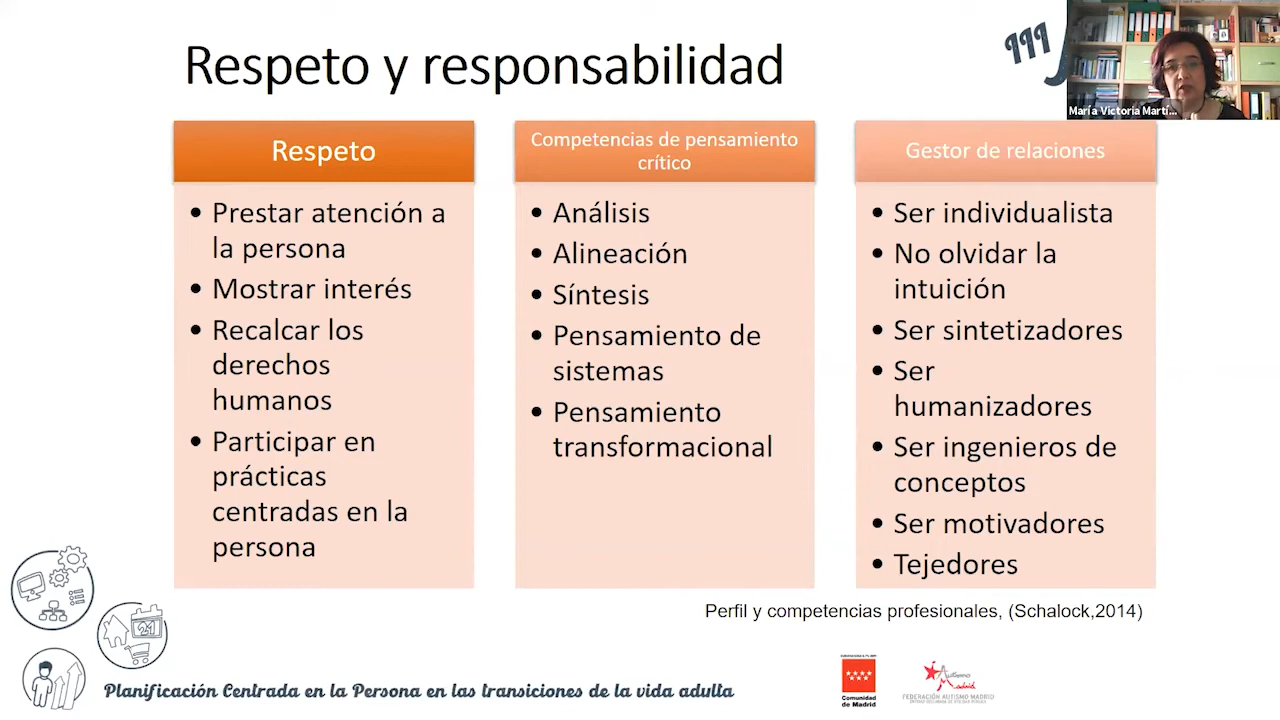 Respeto y responsabilidad
María Victoria Martí...
Respeto
• Prestar atención a
la persona
• Mostrar interés
• Recalcar los
derechos
humanos
• Participar en
prácticas
centradas en la
persona
Competencias de pensamiento
crítico
• Análisis
• Alineación
• Síntesis
• Pensamiento de
sistemas
• Pensamiento
transformacional
Gestor de relaciones
• Ser individualista
• No olvidar la
intuición
• Ser sintetizadores
• Ser
humanizadores
• Ser ingenieros de
conceptos
• Ser motivadores
• Tejedores
Perfil y competencias profesionales, (Schalock,2014)
21
Planificación Centrada en la Persona en las transiciones de la vida adulta
Comunidad
de Madrid
Autismo
Madrid
FEDERACIÓN AUTISMO MADRID